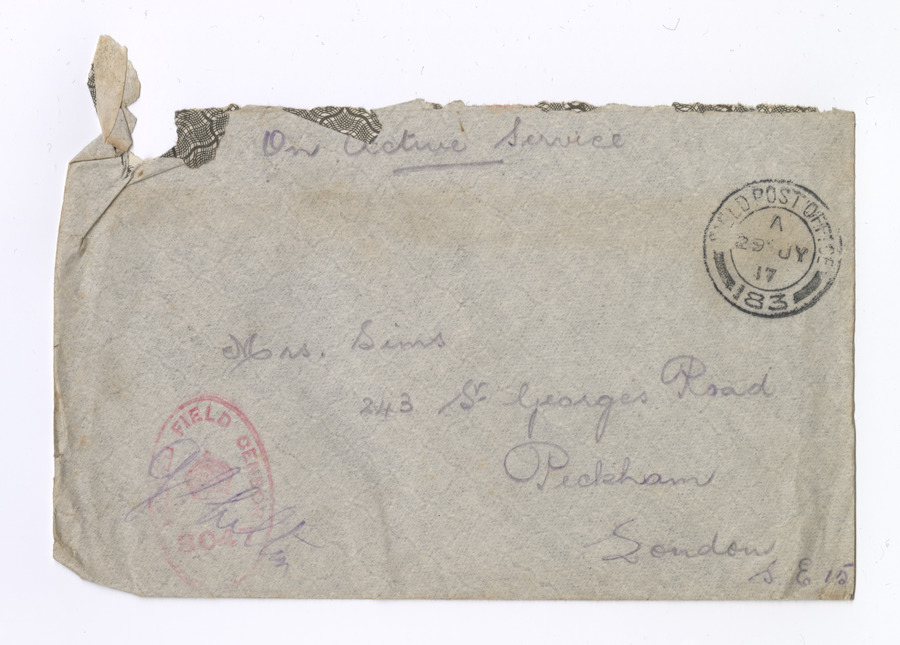 On Active Service
FIELD POST OFFICE
A
29 JY
17
183
Mrs. Sims
243 St Georges Road
Peckham
London
S E 15
FIELD CENSOR